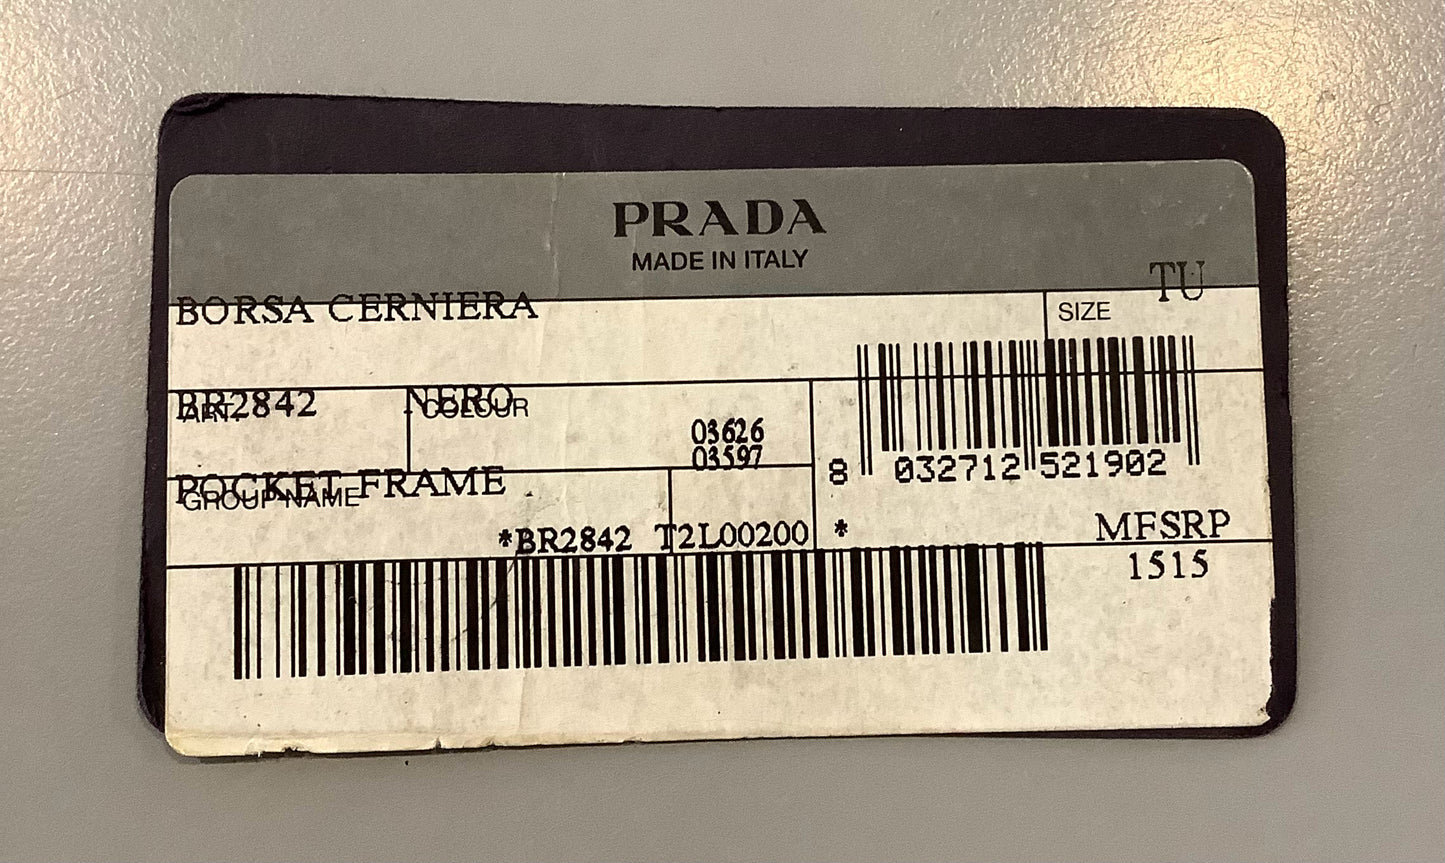 PRADA
MADE IN ITALY
TU
BORSA CERNIERA
SIZE
BR2842 NERO
ART. COLOUR
03626
03597
8 032712 521902
POCKET FRAME
GROUP NAME
*BR2842 T2L00200 *
MFSRP
1515